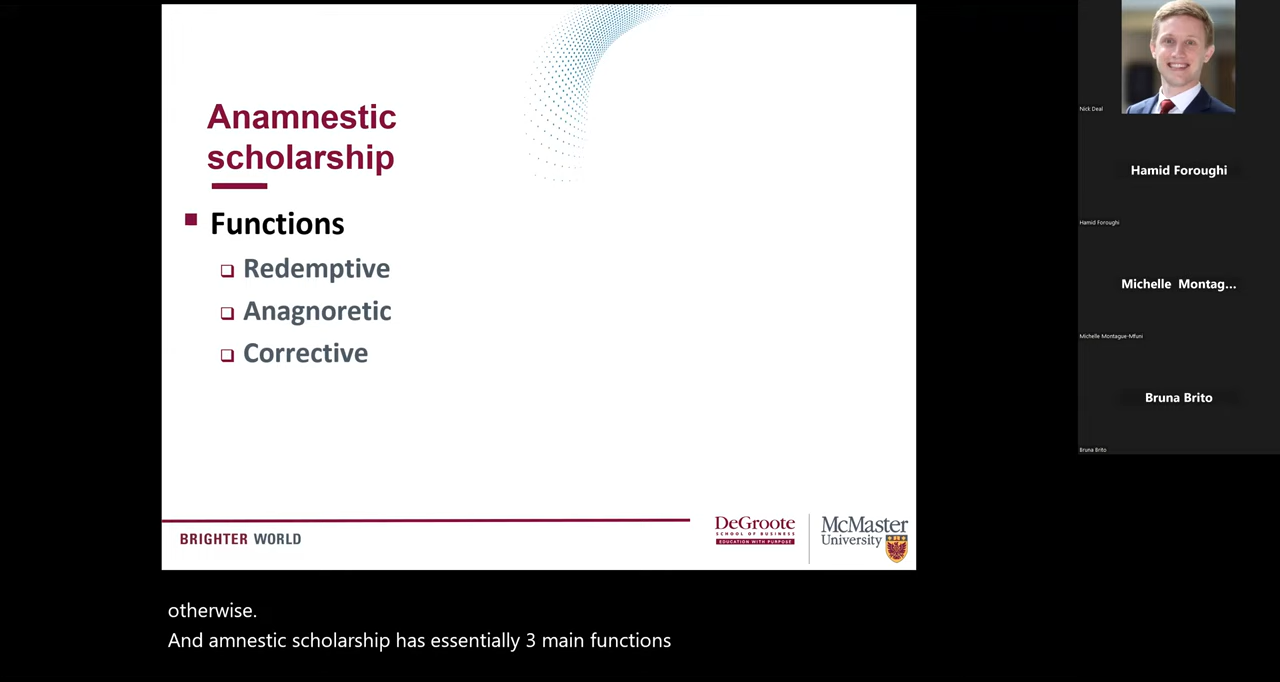 Anamnestic
scholarship
Functions
Redemptive
Anagnoretic
Corrective
BRIGHTER WORLD
DeGroote
SCHOOL OF BUSINESS
EDUCATION WITH PURPOSE
McMaster
University
otherwise.
And amnestic scholarship has essentially 3 main functions
Nick Deal
Hamid Foroughi
Hamid Foroughi
Michelle Montag...
Michelle Montague-Mfuni
Bruna Brito
Bruna Brito